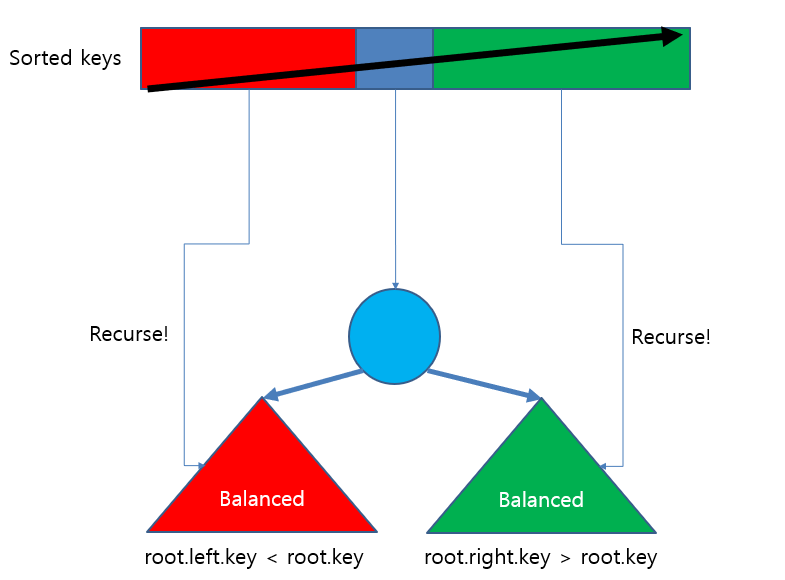 Sorted keys
Recurse!
Recurse!
Balanced
Balanced
root.left.key < root.key
root.right.key > root.key